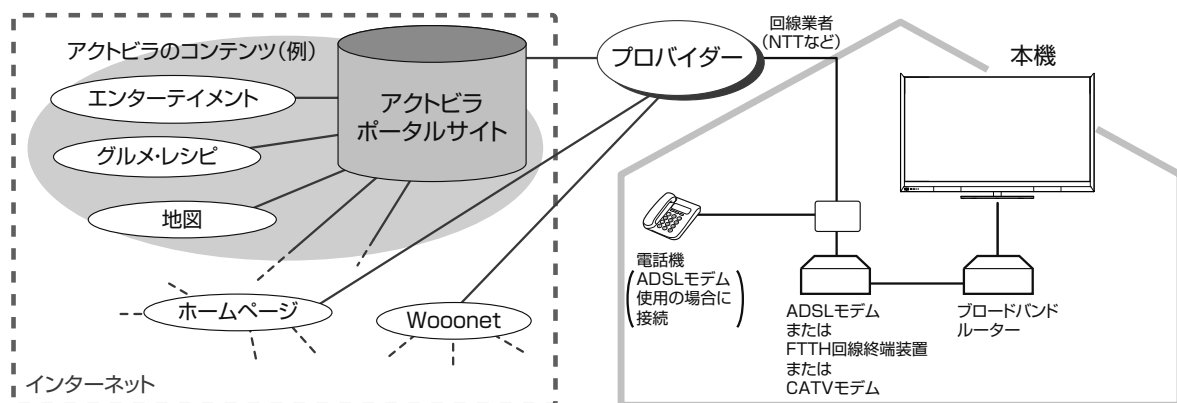 アクトビラのコンテンツ(例)
エンターテイメント
グルメ・レシピ
地図
アクトビラ
ポータルサイト
ホームページ
Wooonet
インターネット
プロバイダー
回線業者
(NTTなど)
本機
電話機
(ADSLモデム
使用の場合に
接続)
ADSLモデム
または
FTTH回線終端装置
または
CATVモデム
ブロードバンド
ルーター